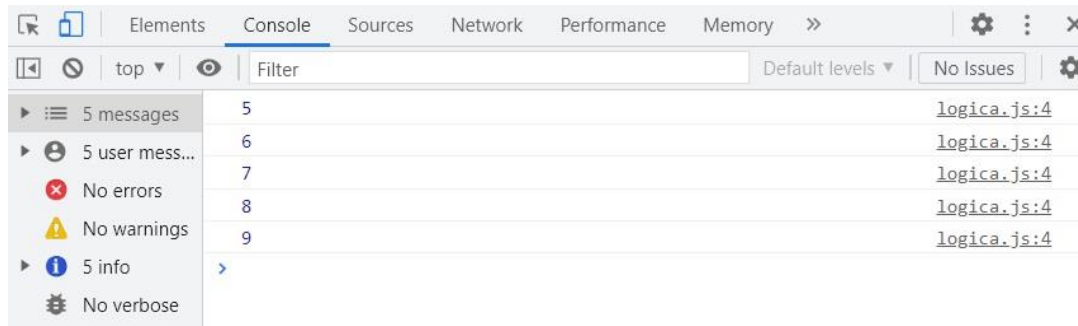 Elements Console Sources Network Performance Memory »
top ▼ Filter Default levels ▼ No Issues
5 messages
5 user mess...
No errors
No warnings
5 info
No verbose
5 logica.js:4
6 logica.js:4
7 logica.js:4
8 logica.js:4
9 logica.js:4
>